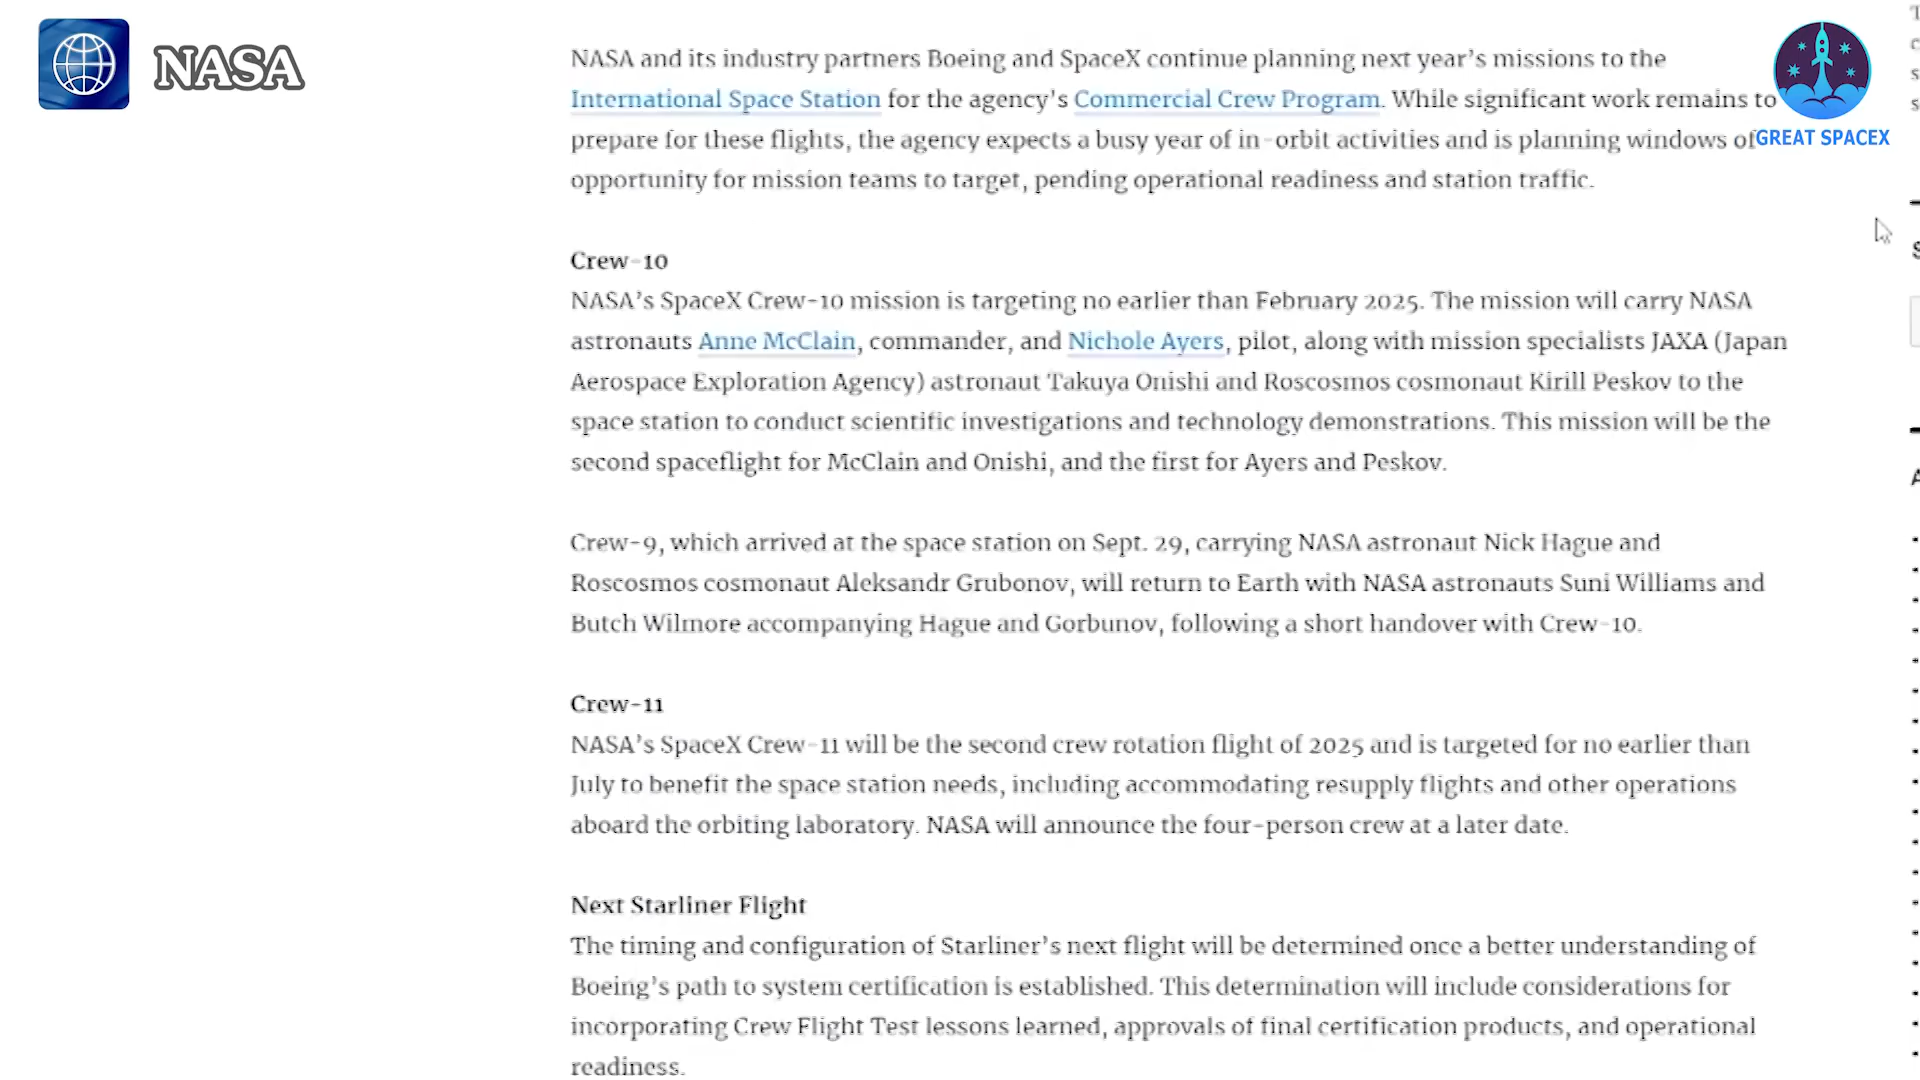 NASA
GREAT SPACEX
NASA and its industry partners Boeing and SpaceX continue planning next year’s missions to the
International Space Station for the agency’s Commercial Crew Program. While significant work remains to
prepare for these flights, the agency expects a busy year of in-orbit activities and is planning windows of
opportunity for mission teams to target, pending operational readiness and station traffic.
Crew-10
NASA’s SpaceX Crew-10 mission is targeting no earlier than February 2025. The mission will carry NASA
astronauts Anne McClain, commander, and Nichole Ayers, pilot, along with mission specialists JAXA (Japan
Aerospace Exploration Agency) astronaut Takuya Onishi and Roscosmos cosmonaut Kirill Peskov to the
space station to conduct scientific investigations and technology demonstrations. This mission will be the
second spaceflight for McClain and Onishi, and the first for Ayers and Peskov.
Crew-9, which arrived at the space station on Sept. 29, carrying NASA astronaut Nick Hague and
Roscosmos cosmonaut Aleksandr Grubonov, will return to Earth with NASA astronauts Suni Williams and
Butch Wilmore accompanying Hague and Gorbunov, following a short handover with Crew-10.
Crew-11
NASA’s SpaceX Crew-11 will be the second crew rotation flight of 2025 and is targeted for no earlier than
July to benefit the space station needs, including accommodating resupply flights and other operations
aboard the orbiting laboratory. NASA will announce the four-person crew at a later date.
Next Starliner Flight
The timing and configuration of Starliner’s next flight will be determined once a better understanding of
Boeing’s path to system certification is established. This determination will include considerations for
incorporating Crew Flight Test lessons learned, approvals of final certification products, and operational
readiness.